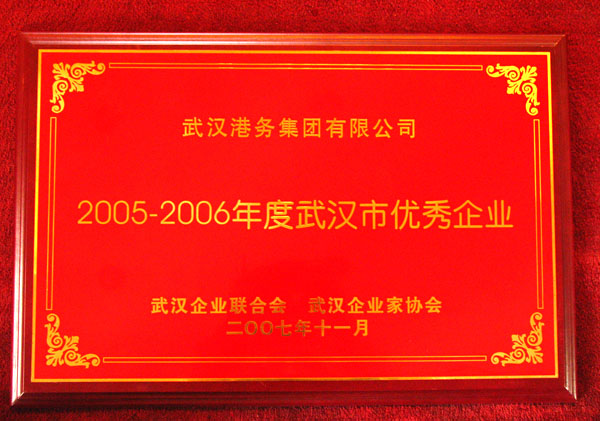 武汉港务集团有限公司
2005-2006年度武汉市优秀企业
武汉企业联合会 武汉企业家协会
二〇〇七年十一月